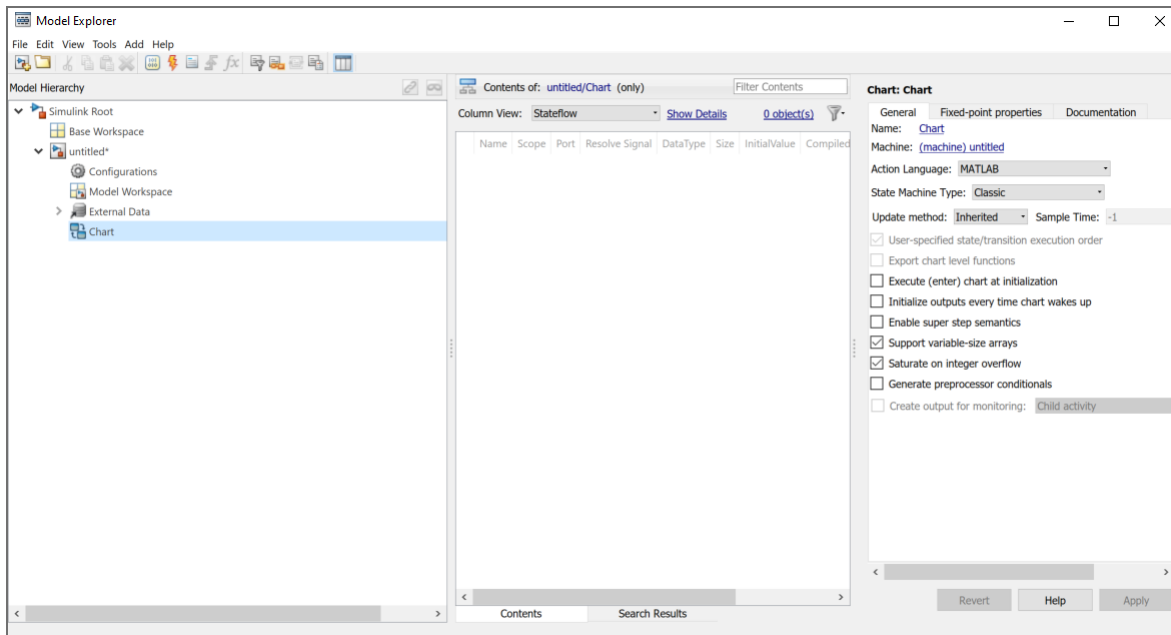 Model Explorer
File Edit View Tools Add Help
Model Hierarchy
Simulink Root
Base Workspace
untitled*
Configurations
Model Workspace
External Data
Chart
Contents of: untitled/Chart (only)
Filter Contents
Column View: Stateflow Show Details 0 object(s)
Name Scope Port Resolve Signal DataType Size InitialValue Compiled
Contents Search Results
Chart: Chart
General Fixed-point properties Documentation
Name: Chart
Machine: (machine) untitled
Action Language: MATLAB
State Machine Type: Classic
Update method: Inherited Sample Time: -1
User-specified state/transition execution order
Export chart level functions
Execute (enter) chart at initialization
Initialize outputs every time chart wakes up
Enable super step semantics
Support variable-size arrays
Saturate on integer overflow
Generate preprocessor conditionals
Create output for monitoring: Child activity
Revert Help Apply